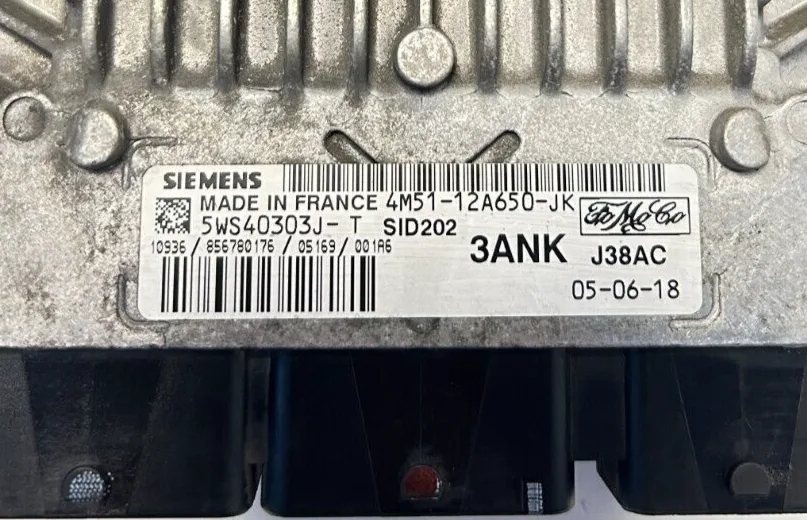 SIEMENS
MADE IN FRANCE 4M51-12A650-JK
5WS40303J- T SID202 FoMoCo
10936 / 856780176 / 05169 / 001A6
3ANK J38AC
05-06-18